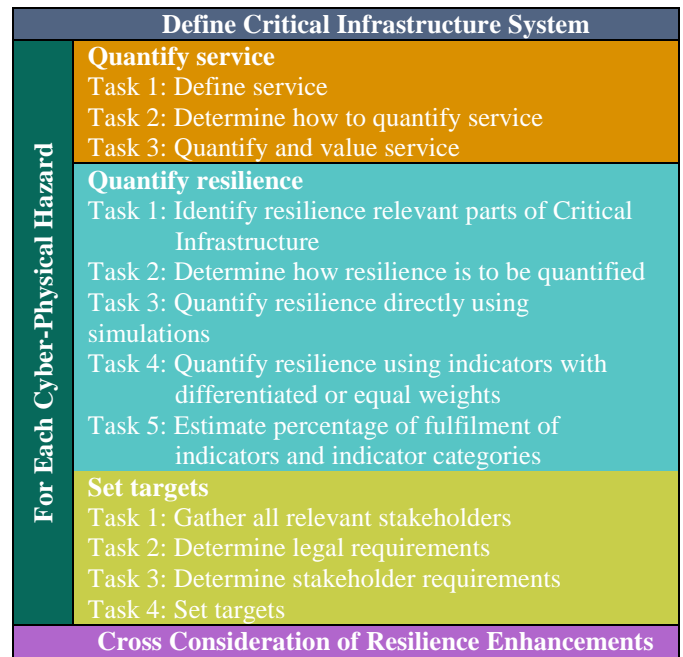 Define Critical Infrastructure System
For Each Cyber-Physical Hazard
Quantify service
Task 1: Define service
Task 2: Determine how to quantify service
Task 3: Quantify and value service
Quantify resilience
Task 1: Identify resilience relevant parts of Critical
Infrastructure
Task 2: Determine how resilience is to be quantified
Task 3: Quantify resilience directly using
simulations
Task 4: Quantify resilience using indicators with
differentiated or equal weights
Task 5: Estimate percentage of fulfilment of
indicators and indicator categories
Set targets
Task 1: Gather all relevant stakeholders
Task 2: Determine legal requirements
Task 3: Determine stakeholder requirements
Task 4: Set targets
Cross Consideration of Resilience Enhancements